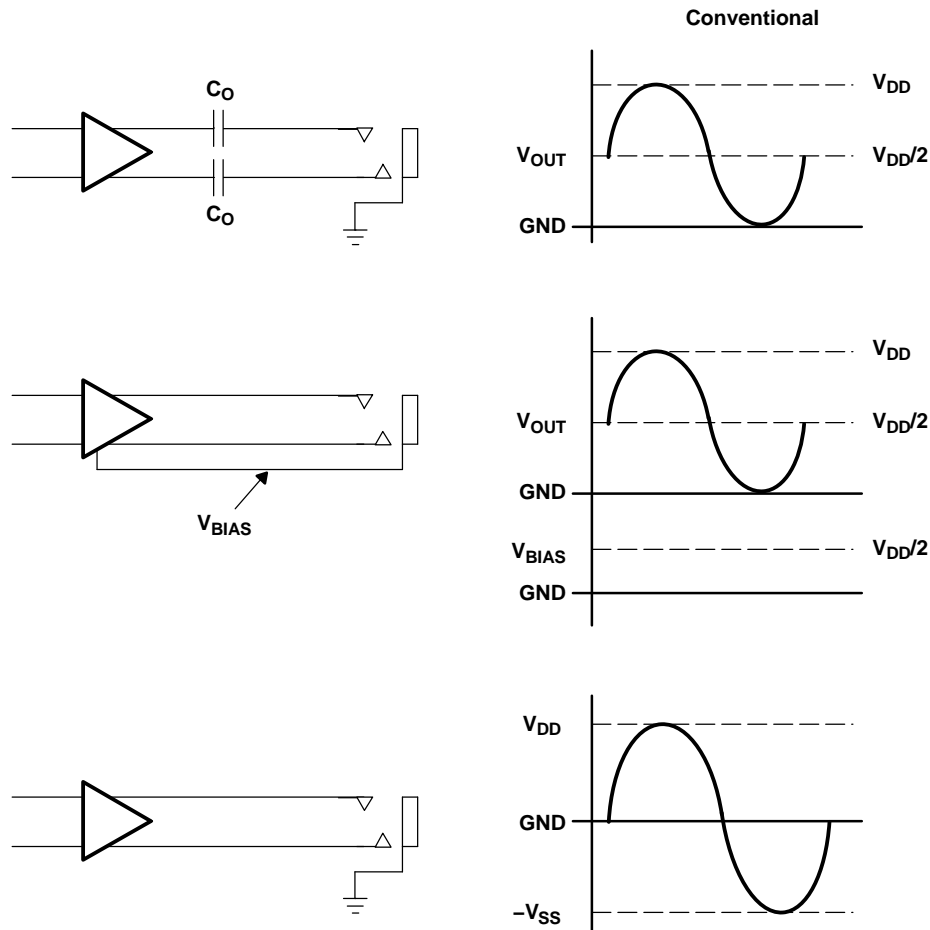 Conventional
C_O
C_O
V_OUT
GND
V_DD
V_DD/2
V_BIAS
V_OUT
GND
V_BIAS
GND
V_DD
V_DD/2
V_DD/2
V_DD
GND
–V_SS